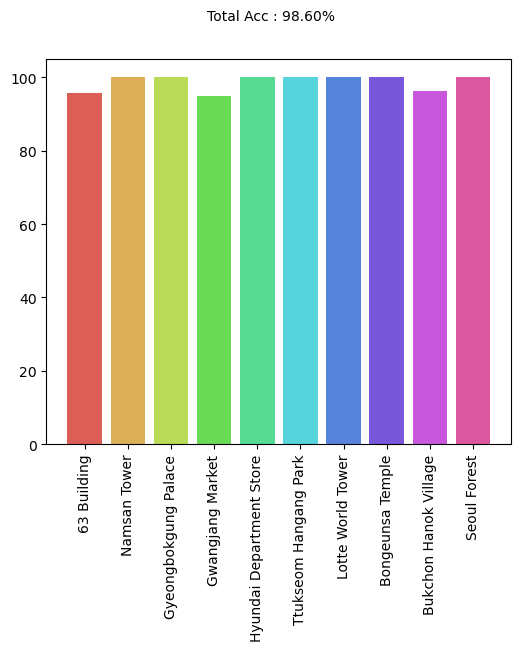 Total Acc : 98.60%
100
80
60
40
20
0
63 Building
Namsan Tower
Gyeongbokgung Palace
Gwangjang Market
Hyundai Department Store
Ttukseom Hangang Park
Lotte World Tower
Bongeunsa Temple
Bukchon Hanok Village
Seoul Forest